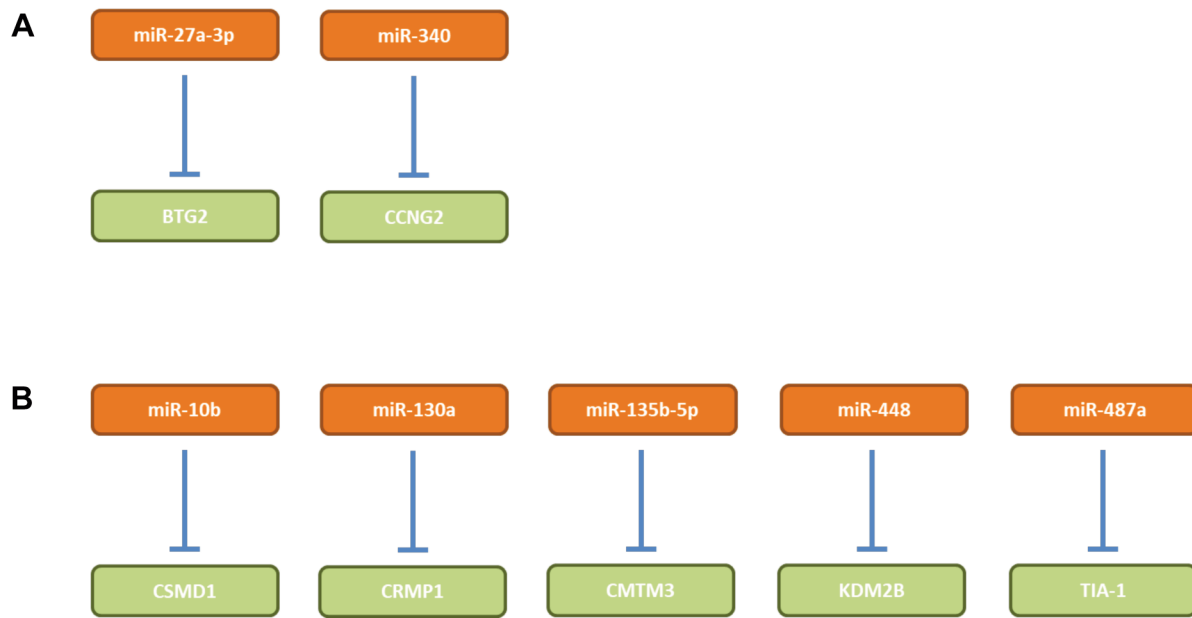 A
miR-27a-3p
miR-340
BTG2
CCNG2
B
miR-10b
miR-130a
miR-135b-5p
miR-448
miR-487a
CSMD1
CRMP1
CMTM3
KDM2B
TIA-1